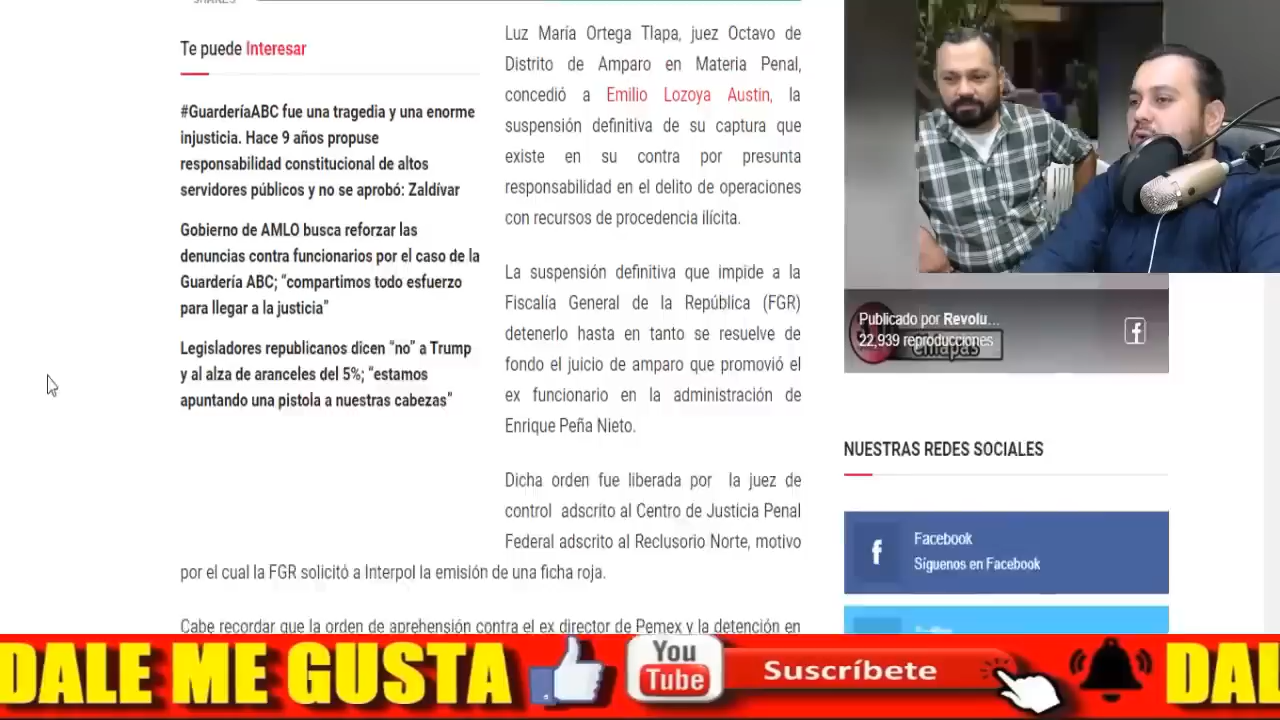 Te puede Interesar
#GuarderíaABC fue una tragedia y una enorme
injusticia. Hace 9 años propuse
responsabilidad constitucional de altos
servidores públicos y no se aprobó: Zaldívar
Gobierno de AMLO busca reforzar las
denuncias contra funcionarios por el caso de la
Guardería ABC; “compartimos todo esfuerzo
para llegar a la justicia”
Legisladores republicanos dicen “no” a Trump
y al alza de aranceles del 5%; “estamos
apuntando una pistola a nuestras cabezas”
Luz María Ortega Tlapa, juez Octavo de
Distrito de Amparo en Materia Penal,
concedió a Emilio Lozoya Austin, la
suspensión definitiva de su captura que
existe en su contra por presunta
responsabilidad en el delito de operaciones
con recursos de procedencia ilícita.
La suspensión definitiva que impide a la
Fiscalía General de la República (FGR)
detenerlo hasta en tanto se resuelve de
fondo el juicio de amparo que promovió el
ex funcionario en la administración de
Enrique Peña Nieto.
Dicha orden fue liberada por la juez de
control adscrito al Centro de Justicia Penal
Federal adscrito al Reclusorio Norte, motivo
por el cual la FGR solicitó a Interpol la emisión de una ficha roja.
Cabe recordar que la orden de aprehensión contra el ex director de Pemex y la detención en
Publicado por Revolu...
22,939 reproducciones
Chiapas
NUESTRAS REDES SOCIALES
Facebook
Síguenos en Facebook
DALE ME GUSTA
You
Tube
Suscríbete
DAL